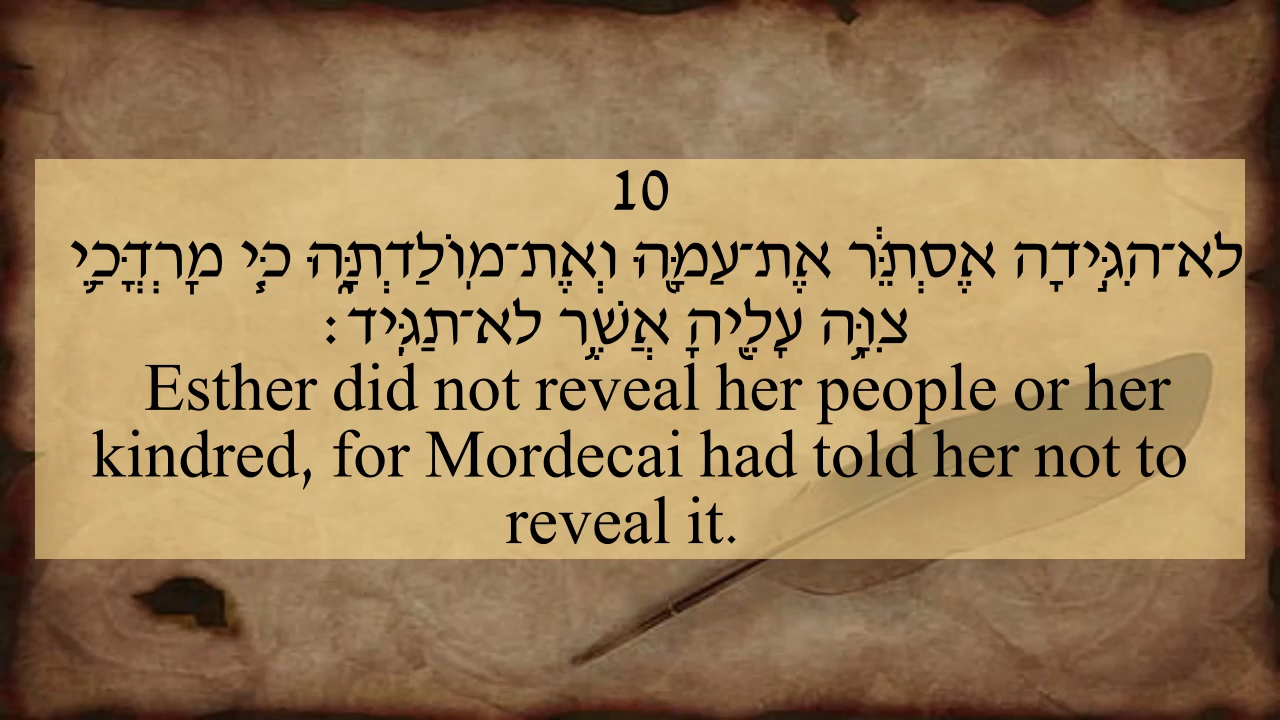 10
לֹא־הִגִּ֣ידָה אֶסְתֵּ֔ר אֶת־עַמָּ֖הּ וְאֶת־מֽוֹלַדְתָּ֑הּ כִּ֧י מָרְדֳּכַ֛י
צִוָּ֥ה עָלֶ֖יהָ אֲשֶׁ֥ר לֹא־תַגִּֽיד׃
Esther did not reveal her people or her
kindred, for Mordecai had told her not to
reveal it.